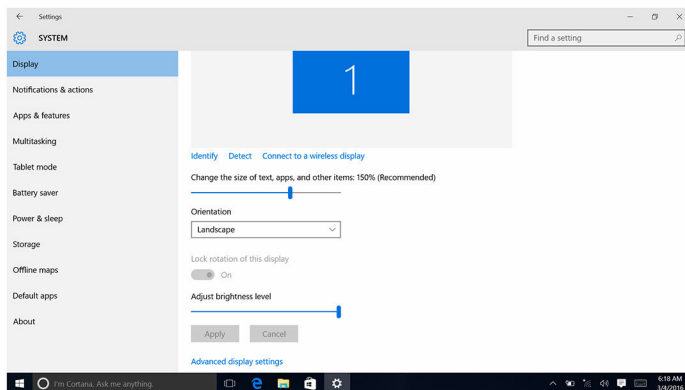 Settings
SYSTEM
Find a setting
Display
Notifications & actions
Apps & features
Multitasking
Tablet mode
Battery saver
Power & sleep
Storage
Offline maps
Default apps
About
1
Identify Detect Connect to a wireless display
Change the size of text, apps, and other items: 150% (Recommended)
Orientation
Landscape
Lock rotation of this display
On
Adjust brightness level
Apply Cancel
Advanced display settings
I'm Cortana. Ask me anything.
6:18 AM
3/4/2016